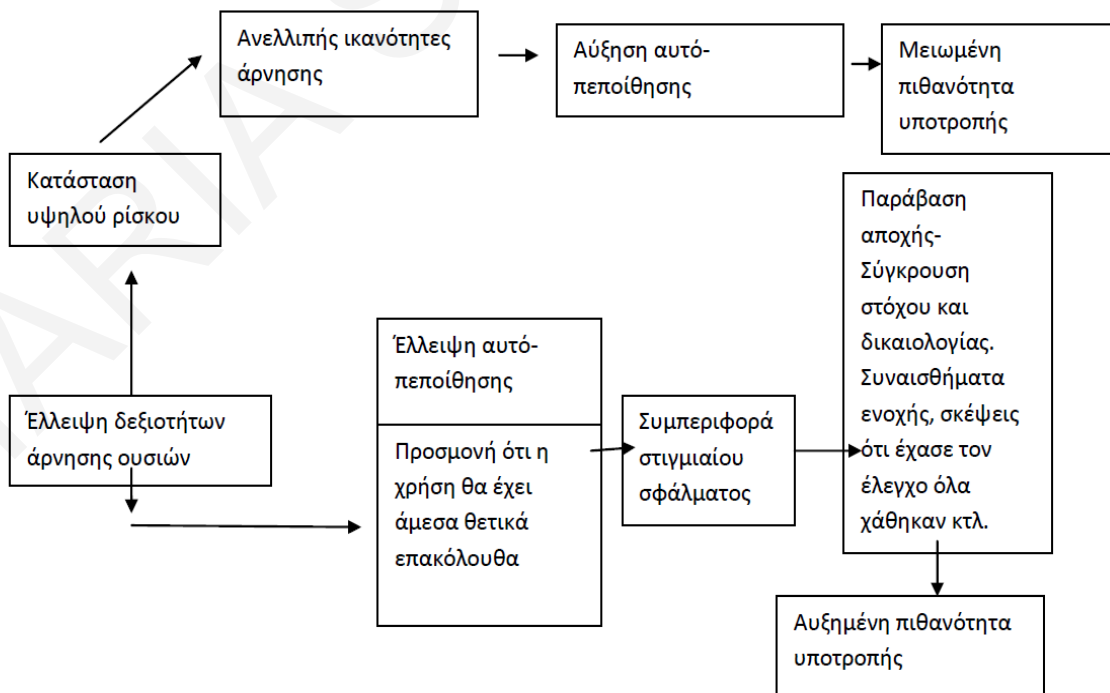 Ανελλιπής ικανότητες
άρνησης
Αύξηση αυτό-
πεποίθησης
Μειωμένη
πιθανότητα
υποτροπής
Κατάσταση
υψηλού ρίσκου
Παράβαση
αποχής-
Σύγκρουση
στόχου και
δικαιολογίας.
Συναισθήματα
ενοχής, σκέψεις
ότι έχασε τον
έλεγχο όλα
χάθηκαν κτλ.
Έλλειψη δεξιοτήτων
άρνησης ουσιών
Έλλειψη αυτό-
πεποίθησης
Προσμονή ότι η
χρήση θα έχει
άμεσα θετικά
επακόλουθα
Συμπεριφορά
στιγμιαίου
σφάλματος
Αυξημένη πιθανότητα
υποτροπής